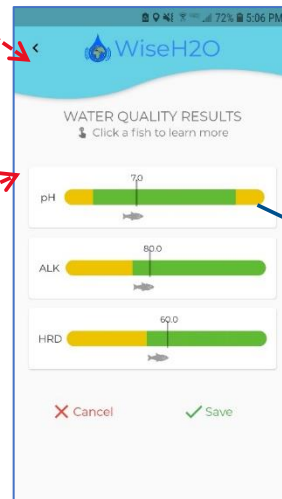 72% 5:06 PM
WiseH2O
WATER QUALITY RESULTS
Click a fish to learn more
7.0
pH
80.0
ALK
60.0
HRD
Cancel
Save